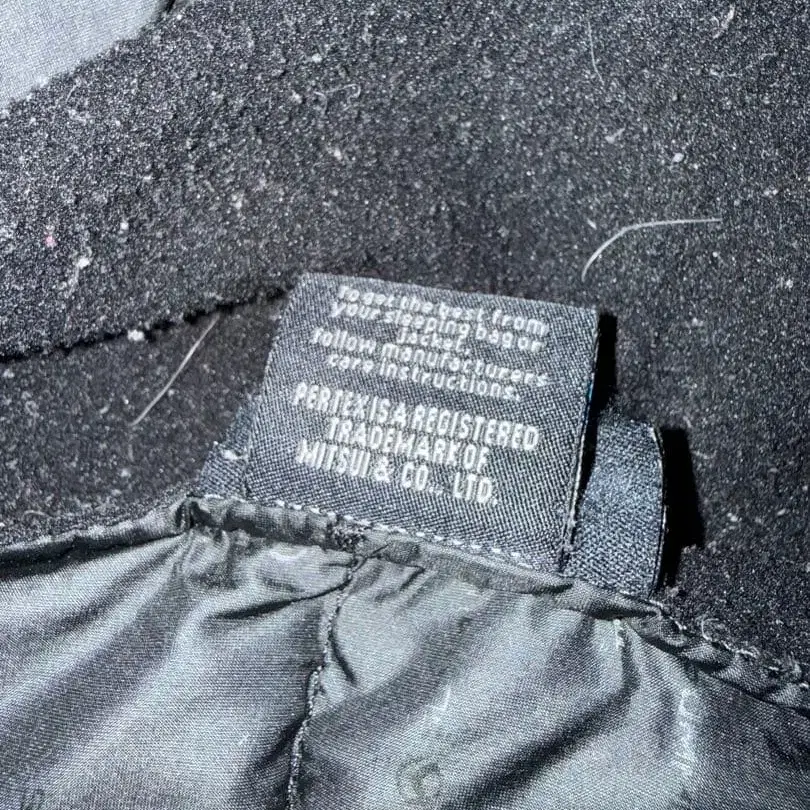 To get the best from
your sleeping bag or
jacket,
follow manufacturers
care instructions.
PERTEX IS A REGISTERED
TRADEMARK OF
MITSUI & CO., LTD.